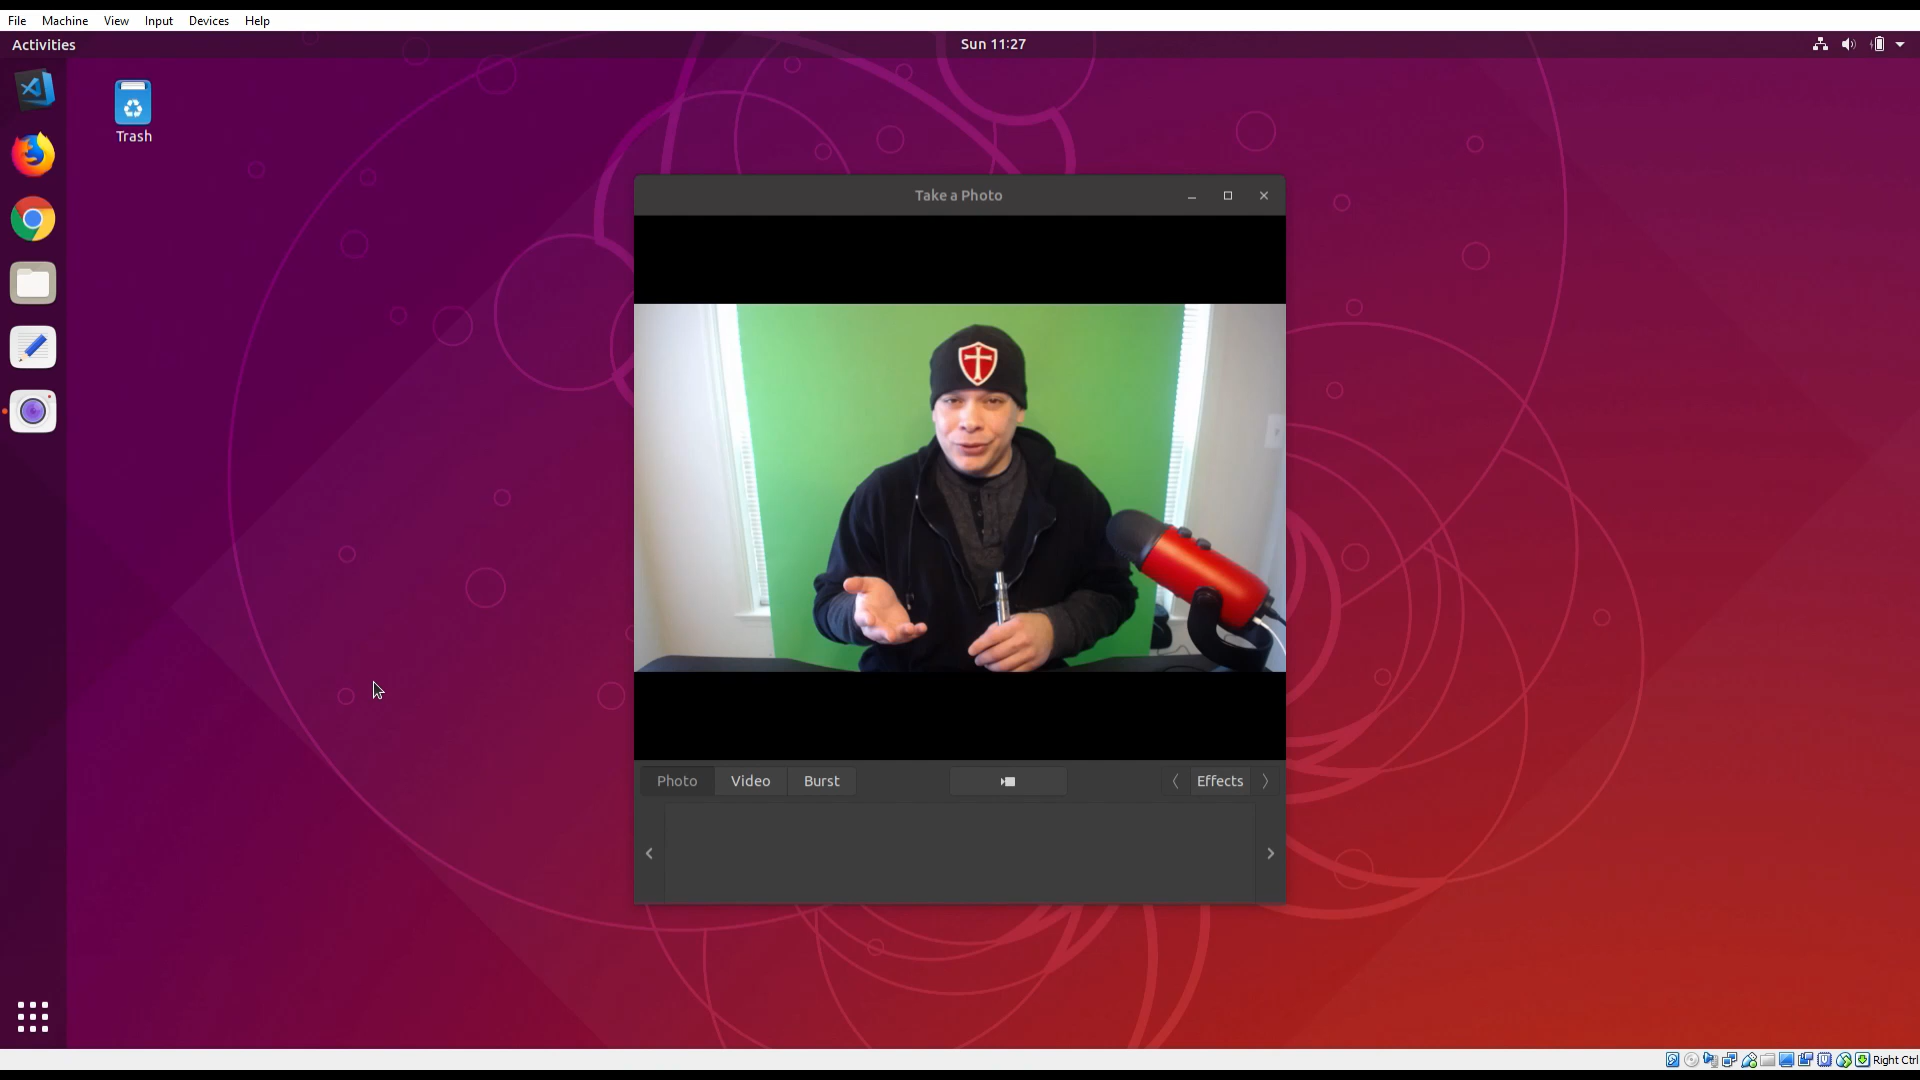 File Machine View Input Devices Help
Activities Sun 11:27
Trash
Take a Photo
Photo Video Burst Effects
Right Ctrl